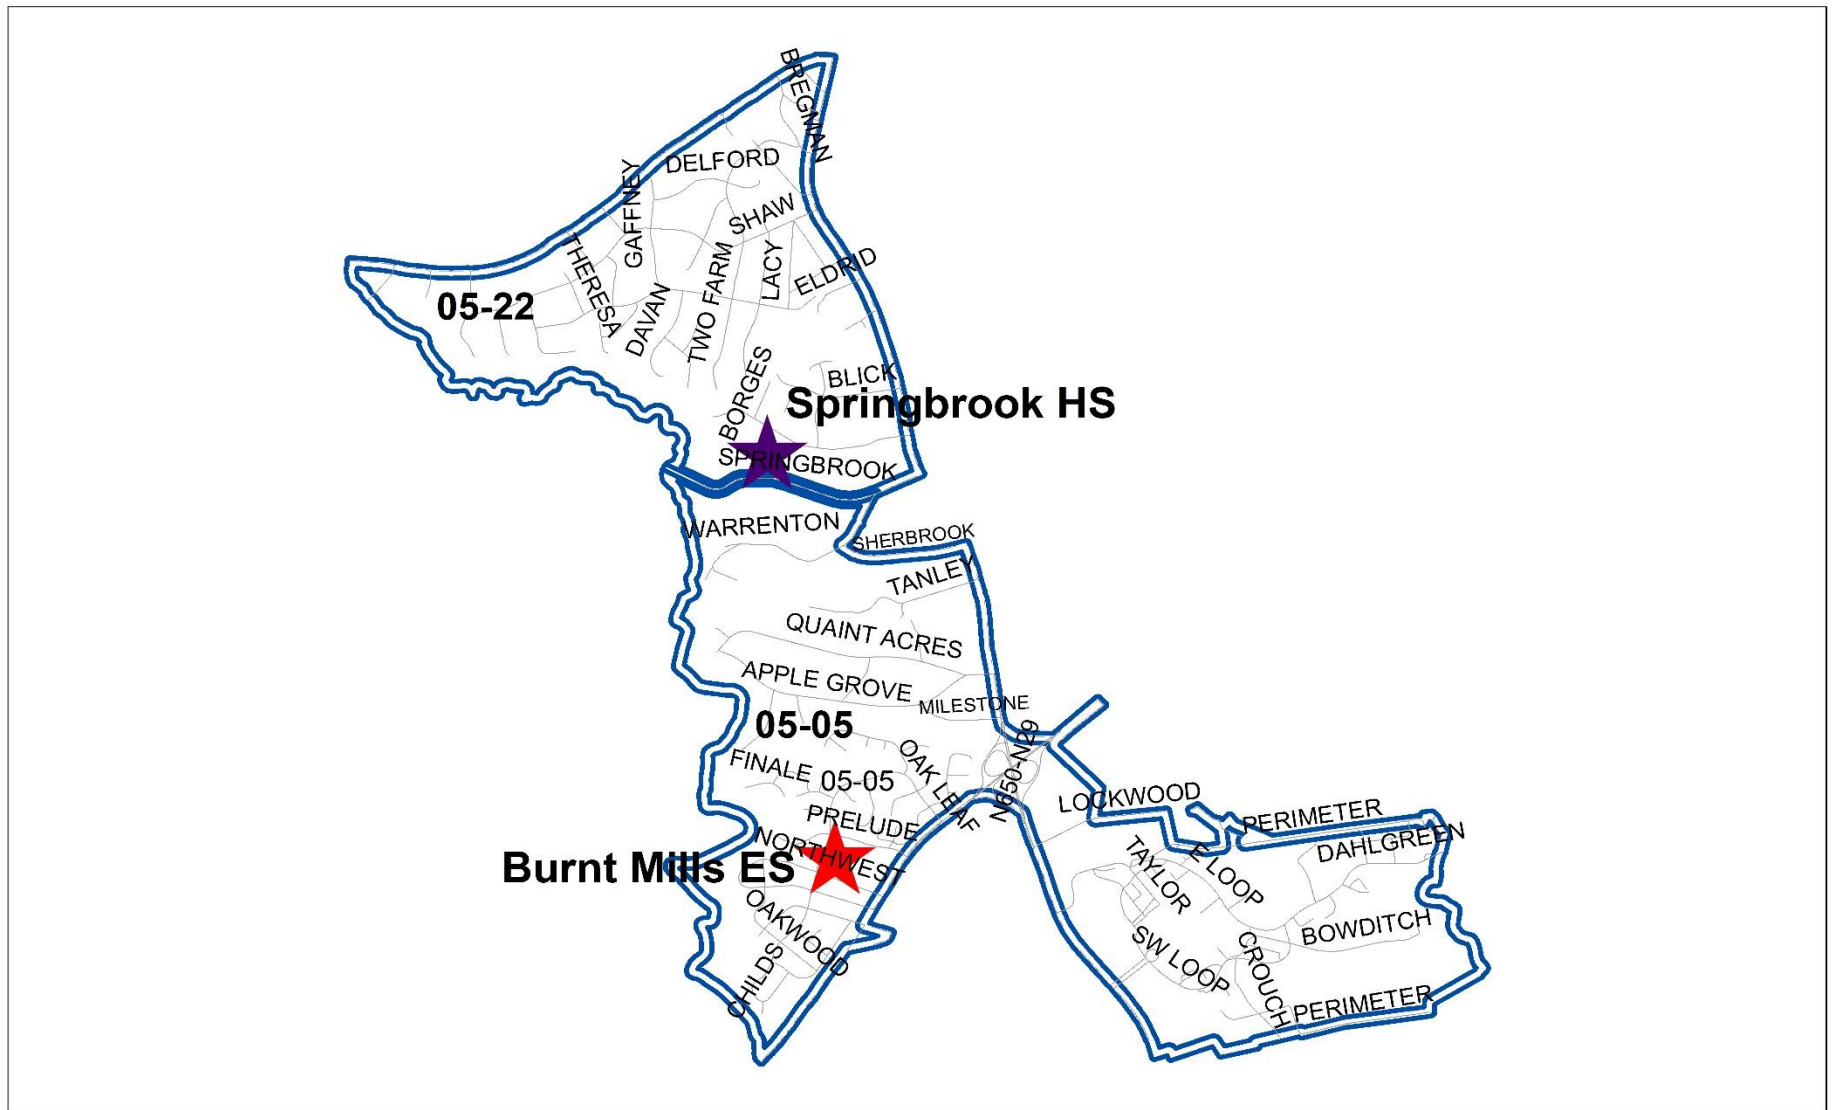 BREGMAN
DELFORD
GAFFNEY
SHAW
THERESA
LACY
ELDRID
TWO FARM
DAVAN
05-22
BORGES
BLICK
Springbrook HS
SPRINGBROOK
WARRENTON
SHERBROOK
TANLEY
QUAINT ACRES
APPLE GROVE
MILESTONE
05-05
N650-N29
OAK LEAF
FINALE
05-05
LOCKWOOD
PERIMETER
PRELUDE
DAHLGREEN
NORTHWEST
Burnt Mills ES
TAYLOR
E LOOP
OAKWOOD
BOWDITCH
SW LOOP
CROUCH
CHILDS
PERIMETER